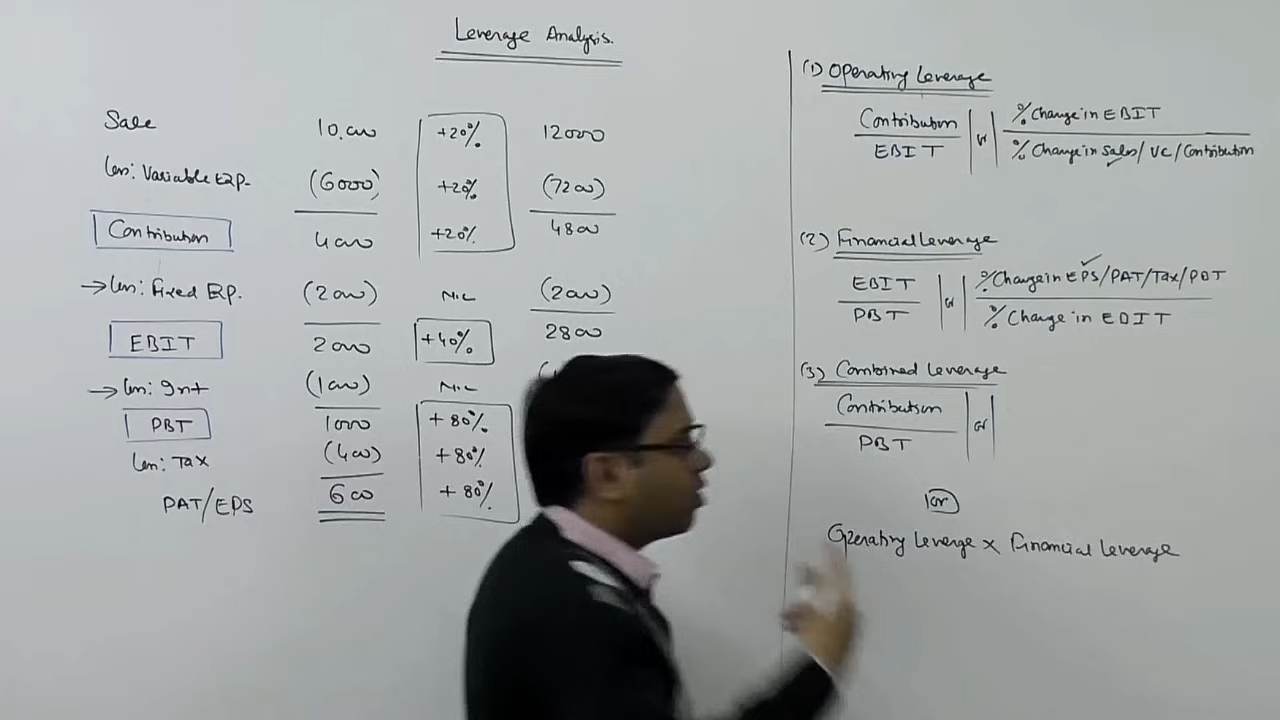 Leverage Analysis.
Sale 10,000 +20% 12000
Less: Variable Exp. (6000) +20% (7200)
Contribution 4000 +20% 4800
→ Less: Fixed Exp. (2000) NIL (2000)
EBIT 2000 +40% 2800
→ Less: Int (1000) NIL
PBT 1000 +80%
Less: Tax (400) +80%
PAT/EPS 600 +80%
(1) Operating Leverage
Contribution / EBIT or % Change in EBIT / % Change in Sales/ VC / Contribution
(2) Financial Leverage
EBIT / PBT or % Change in EPS/PAT/Tax/PBT / % Change in EBIT
(3) Combined Leverage
Contribution / PBT or
or
Operating Leverge x Financial Leverage